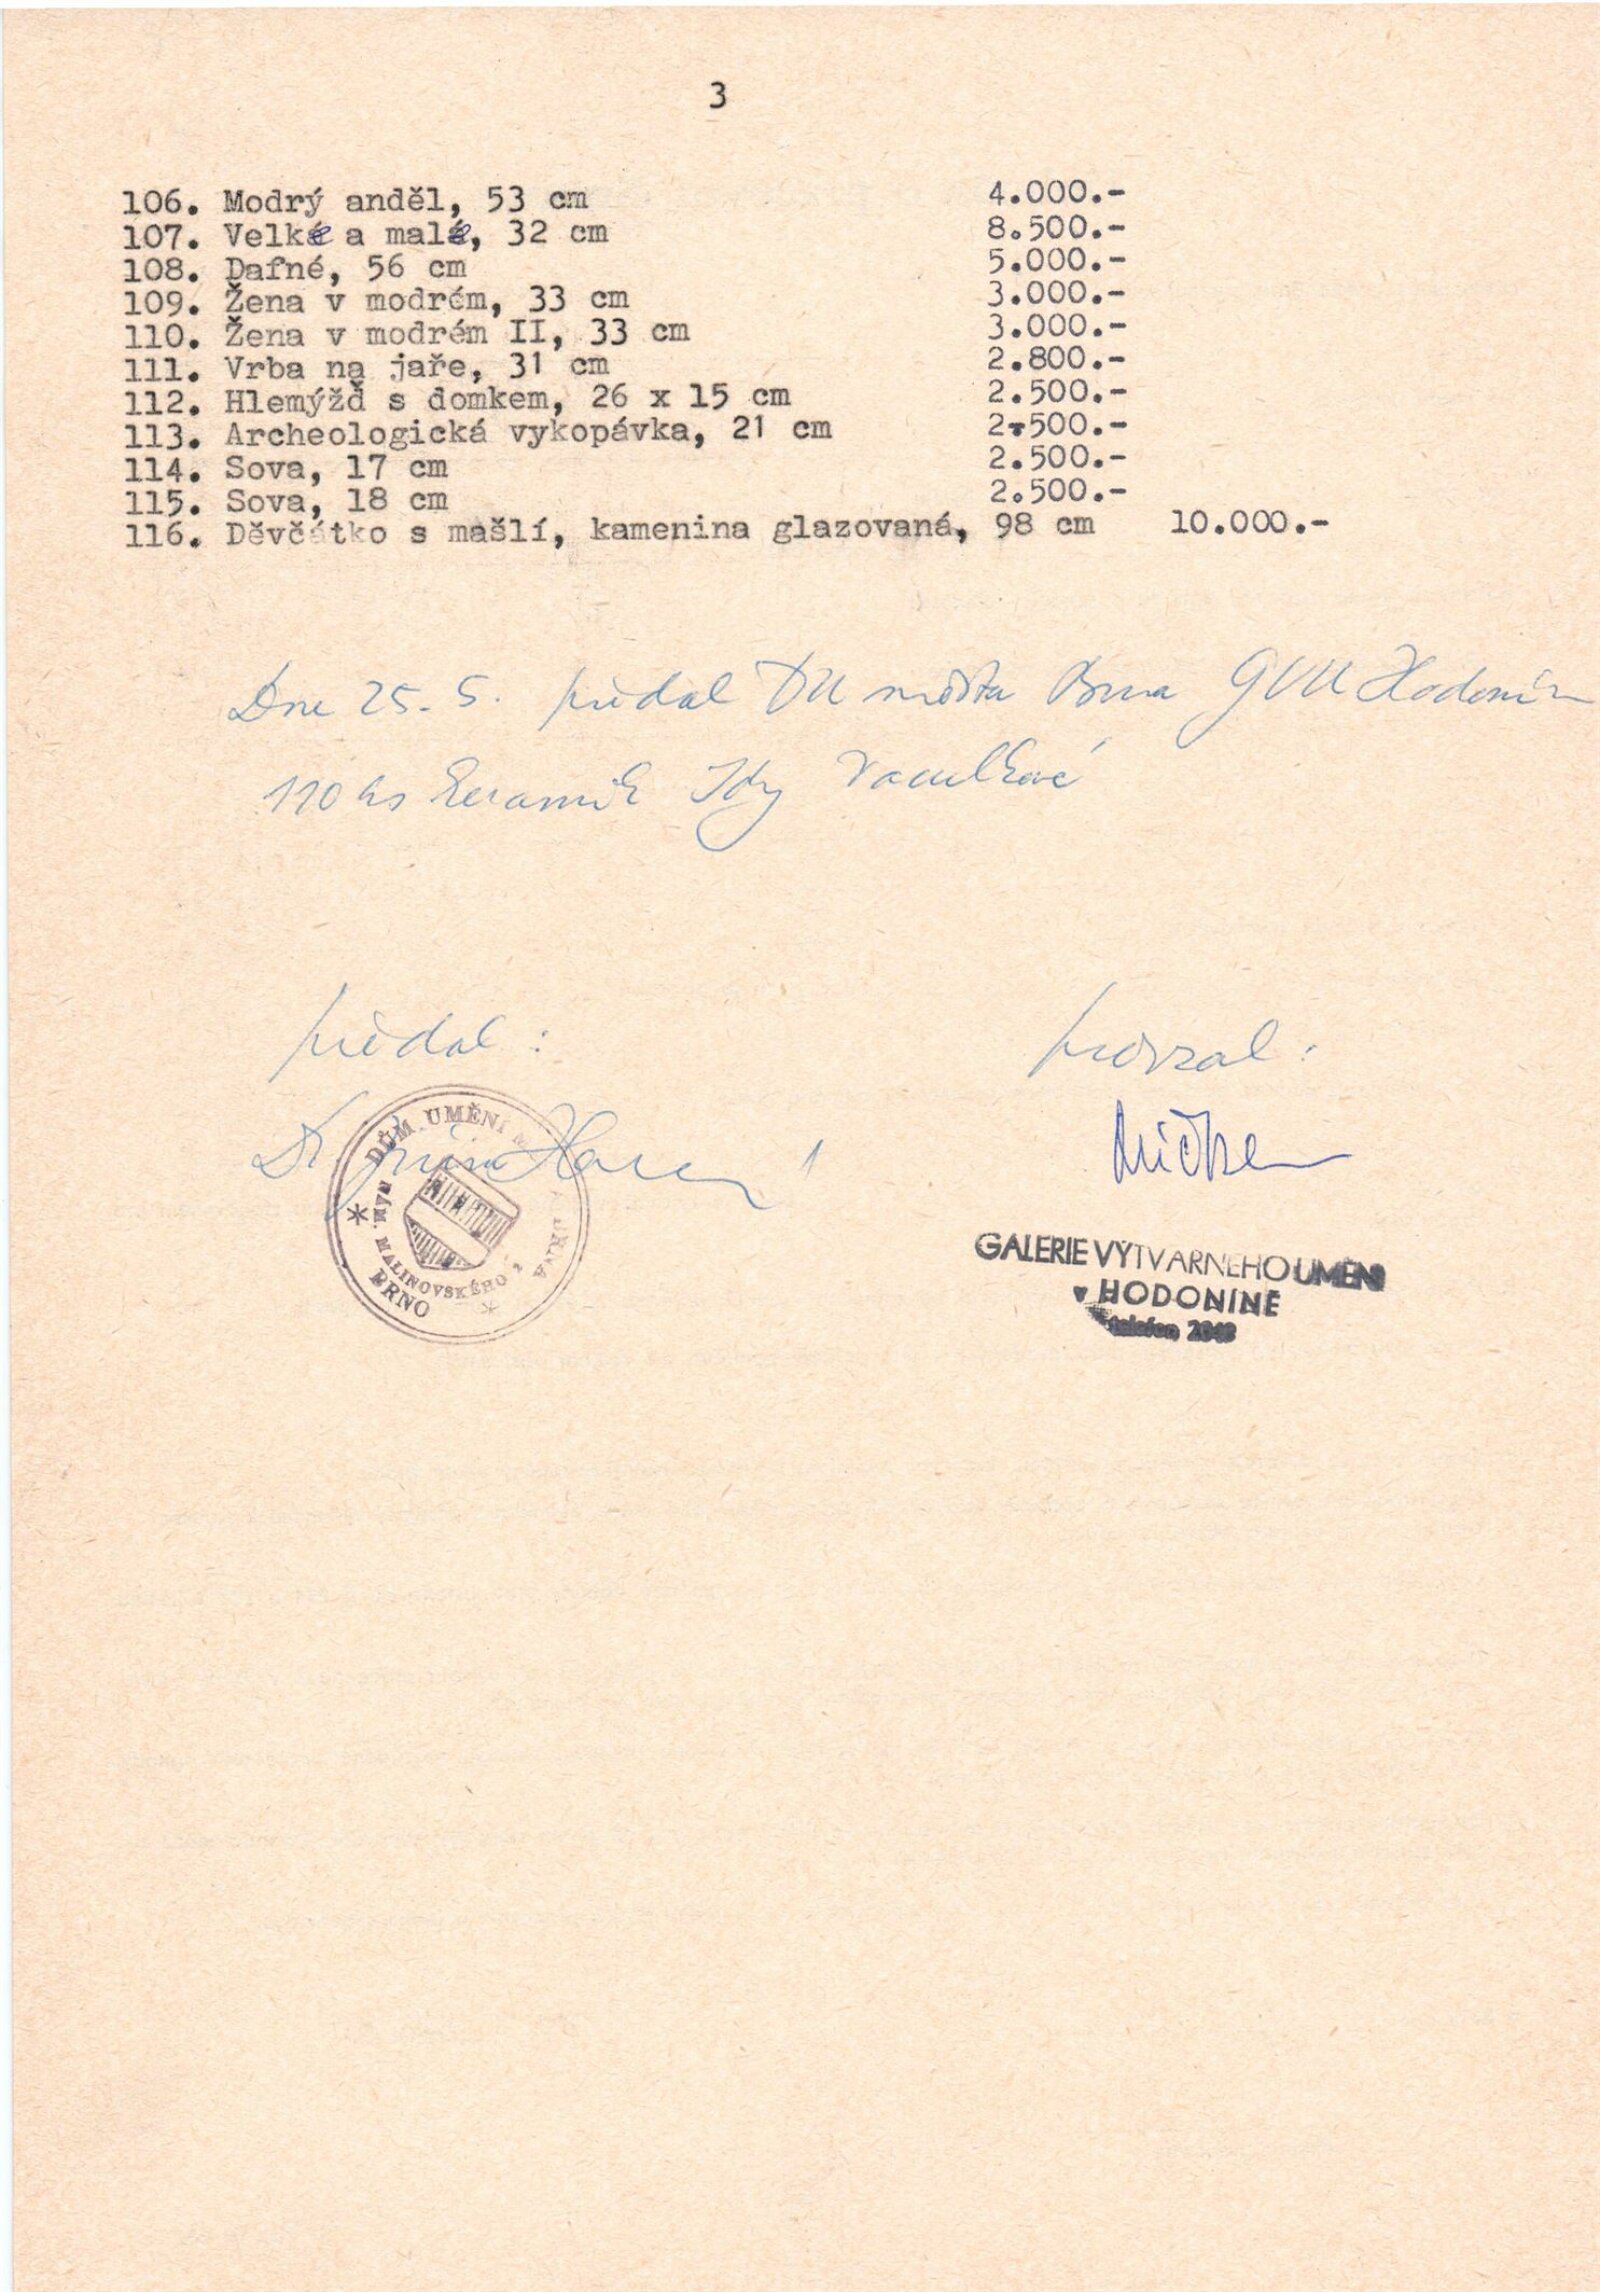 3
106. Modrý anděl, 53 cm 4.000.-
107. Velké a malé, 32 cm 8.500.-
108. Dafné, 56 cm 5.000.-
109. Žena v modrém, 33 cm 3.000.-
110. Žena v modrém II, 33 cm 3.000.-
111. Vrba na jaře, 31 cm 2.800.-
112. Hlemýžď s domkem, 26 x 15 cm 2.500.-
113. Archeologická vykopávka, 21 cm 2.500.-
114. Sova, 17 cm 2.500.-
115. Sova, 18 cm 2.500.-
116. Děvčátko s mašlí, kamenina glazovaná, 98 cm 10.000.-
Dne 25. 5. předal DU města Brna GVU Hodonín
110 ks keramik Idy Vaculkové
předal : převzal :
Dr.
DŮM UMĚNÍ MĚSTA BRNA
NÁM. MALINOVSKÉHO 2
BRNO
GALERIE VÝTVARNÉHO UMĚNÍ
v HODONÍNĚ
telefon